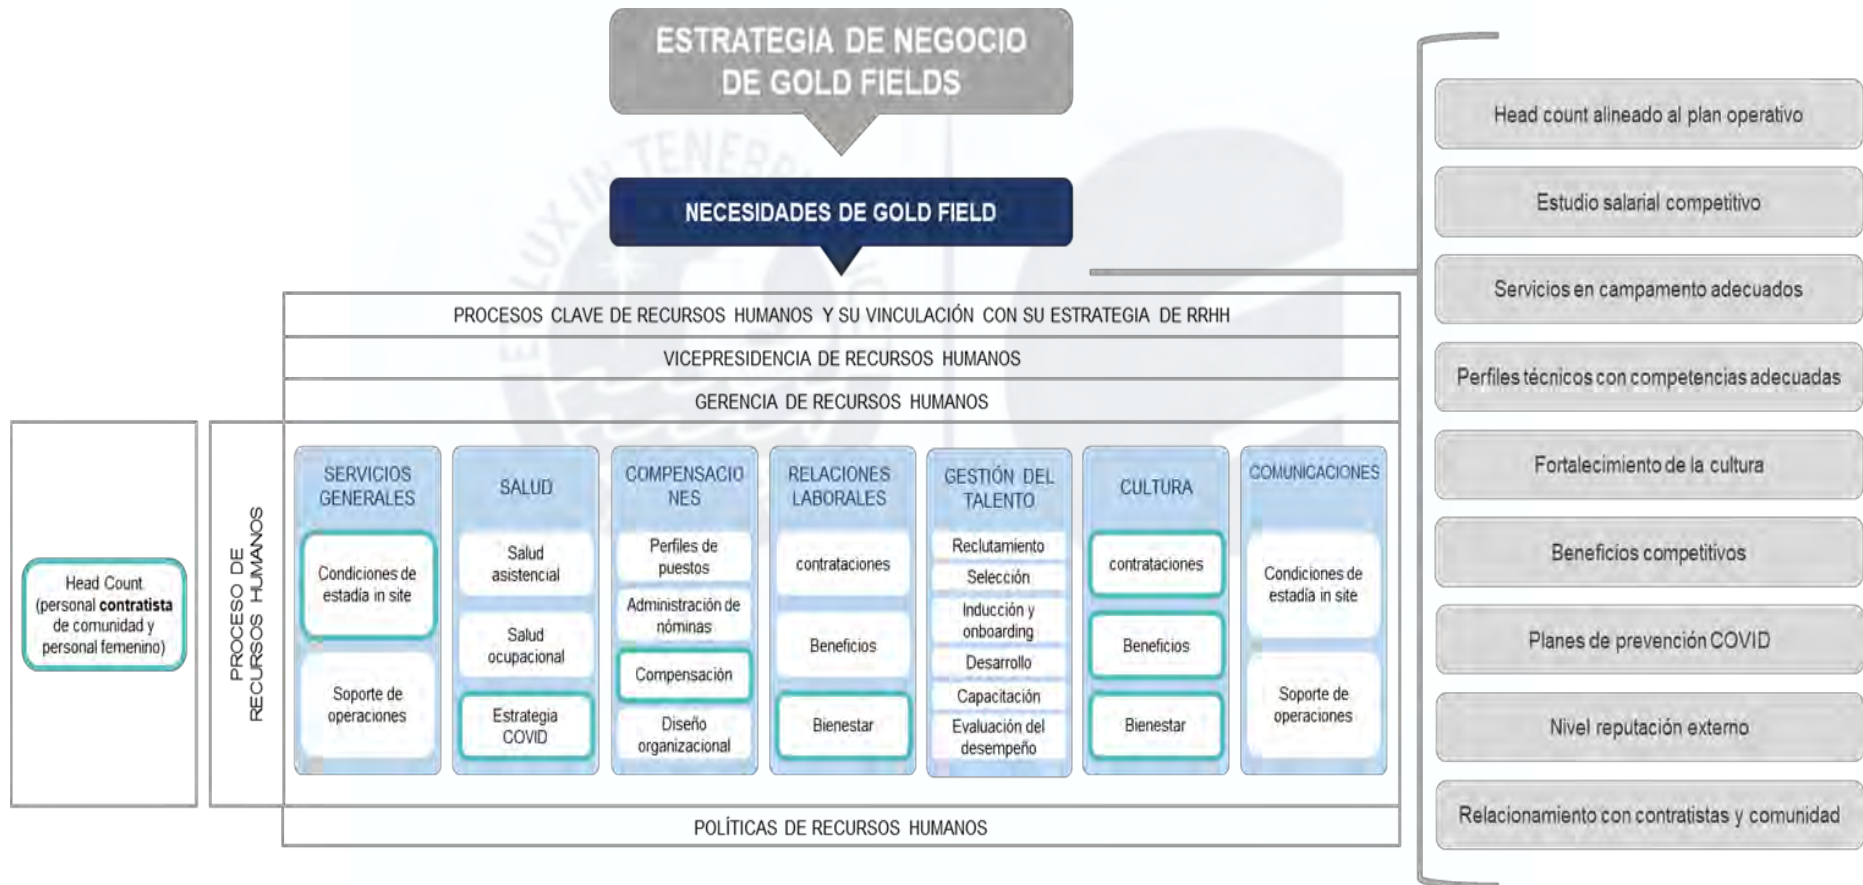 ESTRATEGIA DE NEGOCIO
DE GOLD FIELDS
NECESIDADES DE GOLD FIELD
PROCESOS CLAVE DE RECURSOS HUMANOS Y SU VINCULACIÓN CON SU ESTRATEGIA DE RRHH
VICEPRESIDENCIA DE RECURSOS HUMANOS
GERENCIA DE RECURSOS HUMANOS
Head Count
(personal contratista
de comunidad y
personal femenino)
PROCESO DE
RECURSOS HUMANOS
SERVICIOS
GENERALES
Condiciones de
estadía in site
Soporte de
operaciones
SALUD
Salud
asistencial
Salud
ocupacional
Estrategia
COVID
COMPENSACIO
NES
Perfiles de
puestos
Administración de
nóminas
Compensación
Diseño
organizacional
RELACIONES
LABORALES
contrataciones
Beneficios
Bienestar
GESTIÓN DEL
TALENTO
Reclutamiento
Selección
Inducción y
onboarding
Desarrollo
Capacitación
Evaluación del
desempeño
CULTURA
contrataciones
Beneficios
Bienestar
COMUNICACIONES
Condiciones de
estadía in site
Soporte de
operaciones
POLÍTICAS DE RECURSOS HUMANOS
Head count alineado al plan operativo
Estudio salarial competitivo
Servicios en campamento adecuados
Perfiles técnicos con competencias adecuadas
Fortalecimiento de la cultura
Beneficios competitivos
Planes de prevención COVID
Nivel reputación externo
Relacionamiento con contratistas y comunidad
LUX IN